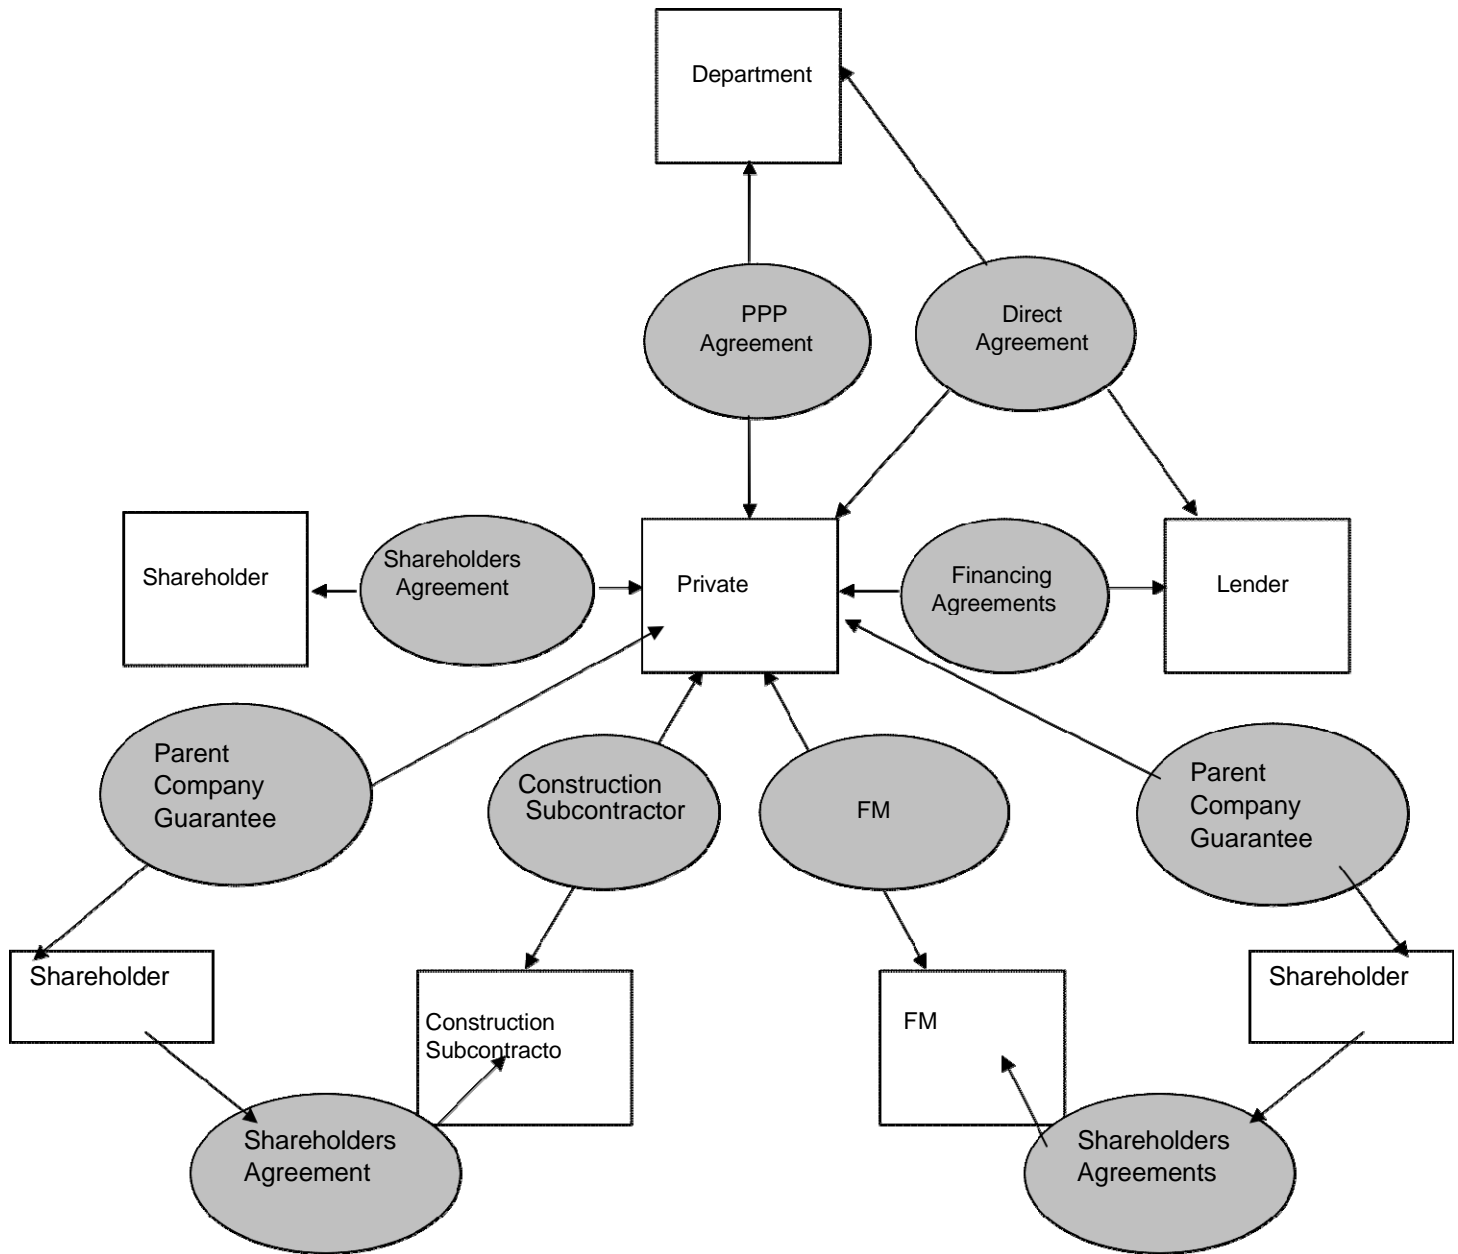 Department
PPP
Agreement
Direct
Agreement
Shareholder
Shareholders
Agreement
Private
Financing
Agreements
Lender
Parent
Company
Guarantee
Construction
Subcontractor
FM
Parent
Company
Guarantee
Shareholder
Construction
Subcontracto
FM
Shareholder
Shareholders
Agreement
Shareholders
Agreements